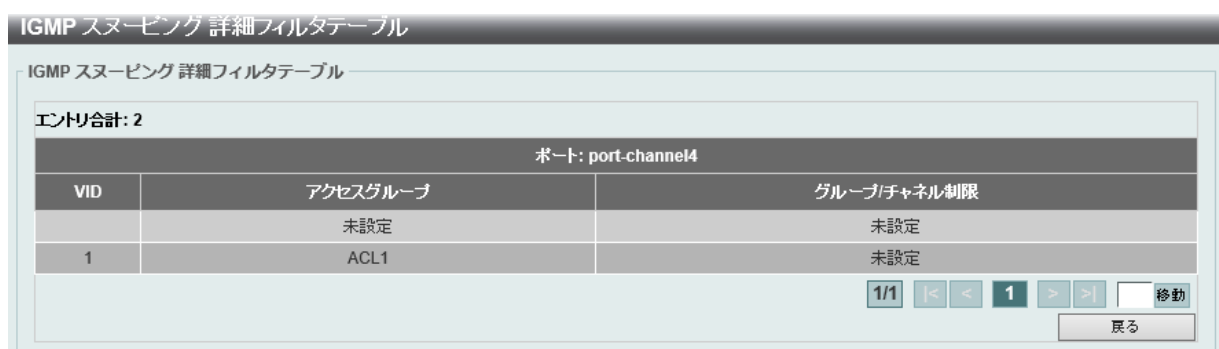 IGMP スヌーピング 詳細フィルタテーブル
IGMP スヌーピング 詳細フィルタテーブル
エントリ合計: 2
ポート: port-channel4
VID アクセスグループ グループ/チャネル制限
未設定 未設定
1 ACL1 未設定
1/1 |< < 1 > >| 移動
戻る